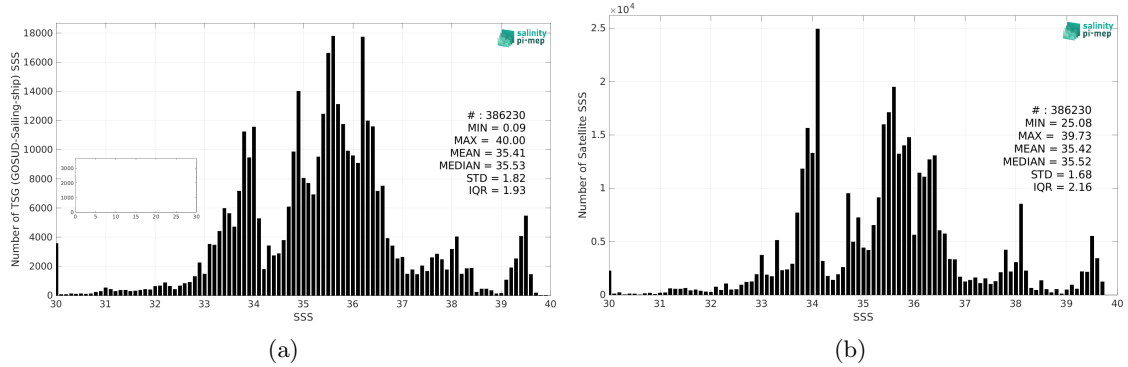 18000
16000
14000
12000
10000
8000
6000
4000
2000
0
Number of TSG (GOSUD-Sailing-ship) SSS
salinity
pi-mep
# : 386230
MIN = 0.09
MAX = 40.00
MEAN = 35.41
MEDIAN = 35.53
STD = 1.82
IQR = 1.93
3000
2000
1000
0
0 5 10 15 20 25 30
30 31 32 33 34 35 36 37 38 39 40
SSS
(a)
×10⁴
2.5
2
1.5
1
0.5
0
Number of Satellite SSS
salinity
pi-mep
# : 386230
MIN = 25.08
MAX = 39.73
MEAN = 35.42
MEDIAN = 35.52
STD = 1.68
IQR = 2.16
30 31 32 33 34 35 36 37 38 39 40
SSS
(b)